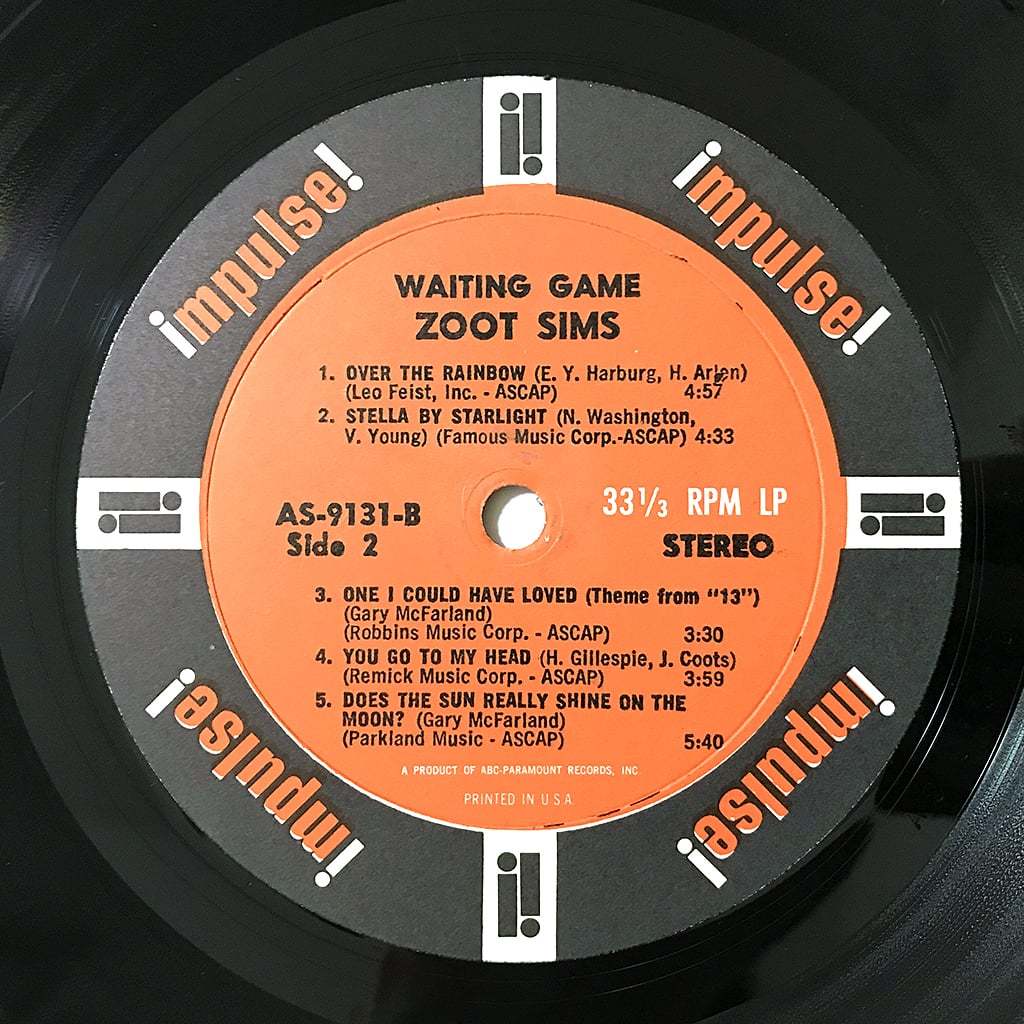 impulse!
impulse!
WAITING GAME
ZOOT SIMS
1. OVER THE RAINBOW (E. Y. Harburg, H. Arlen)
(Leo Feist, Inc. - ASCAP) 4:57
2. STELLA BY STARLIGHT (N. Washington,
V. Young) (Famous Music Corp.-ASCAP) 4:33
AS-9131-B
Side 2
33⅓ RPM LP
STEREO
3. ONE I COULD HAVE LOVED (Theme from "13")
(Gary McFarland)
(Robbins Music Corp. - ASCAP) 3:30
4. YOU GO TO MY HEAD (H. Gillespie, J. Coots)
(Remick Music Corp. - ASCAP) 3:59
5. DOES THE SUN REALLY SHINE ON THE
MOON? (Gary McFarland)
(Parkland Music - ASCAP) 5:40
A PRODUCT OF ABC-PARAMOUNT RECORDS, INC.
PRINTED IN U.S.A.
impulse!
impulse!